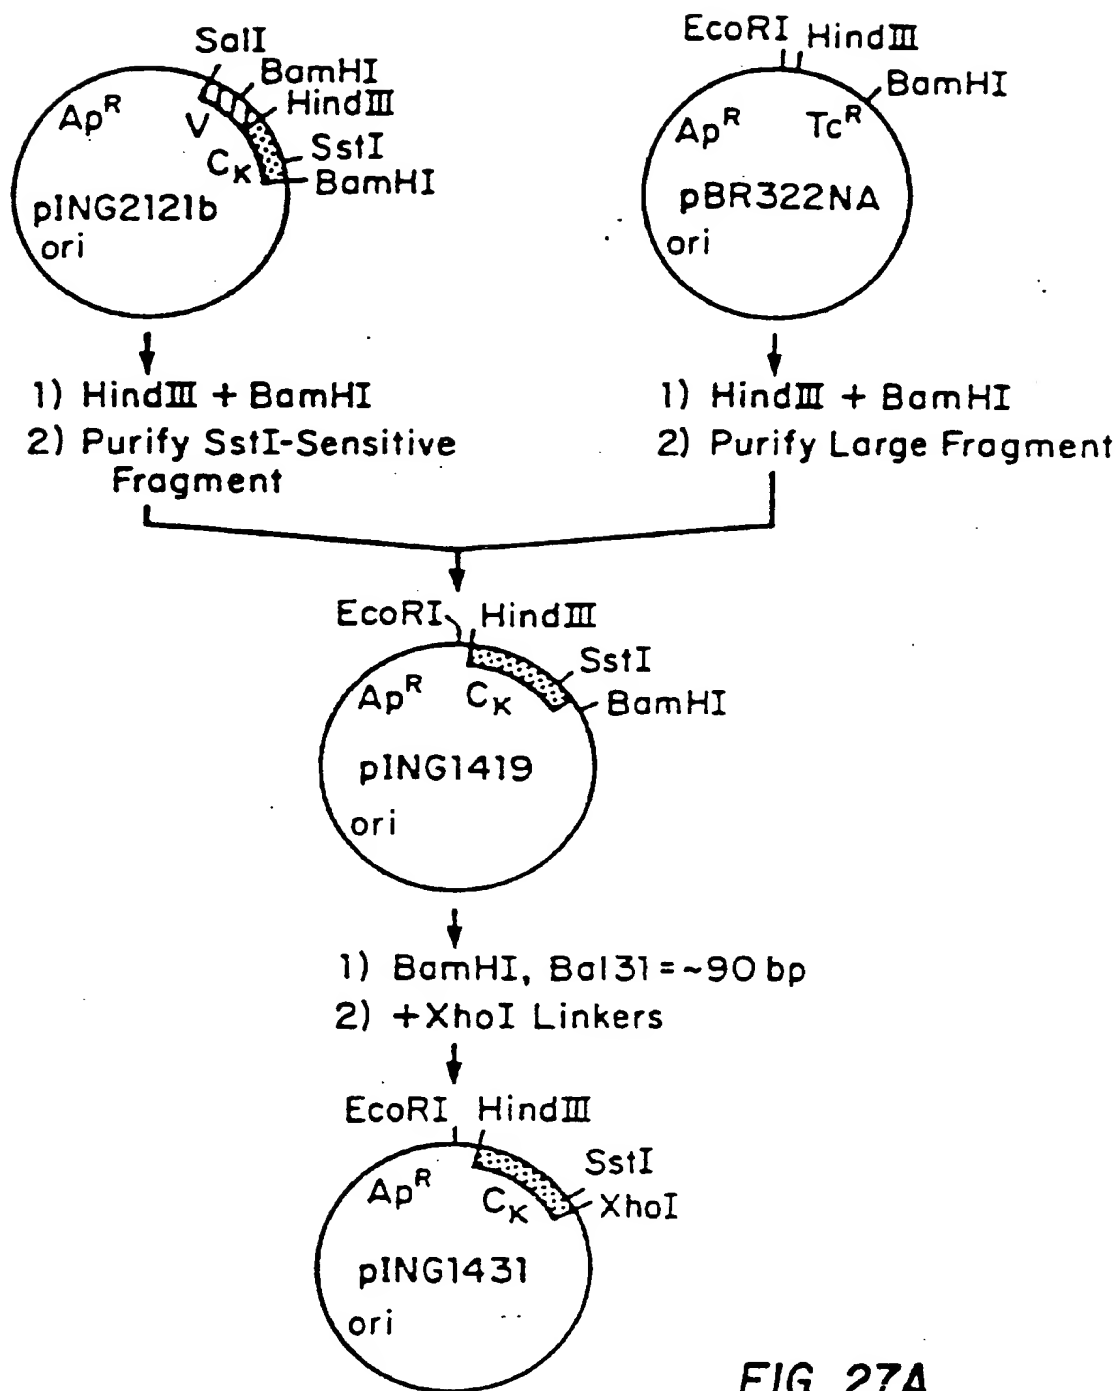 SalI
BamHI
HindIII
SstI
BamHI
Ap^R
V
C_K
pING2121b
ori
EcoRI HindIII
BamHI
Ap^R Tc^R
pBR322NA
ori
1) HindIII + BamHI
2) Purify SstI-Sensitive
Fragment
1) HindIII + BamHI
2) Purify Large Fragment
EcoRI HindIII
SstI
BamHI
Ap^R C_K
pING1419
ori
1) BamHI, Bal31 = ~90 bp
2) +XhoI Linkers
EcoRI HindIII
SstI
XhoI
Ap^R C_K
pING1431
ori
FIG. 27A